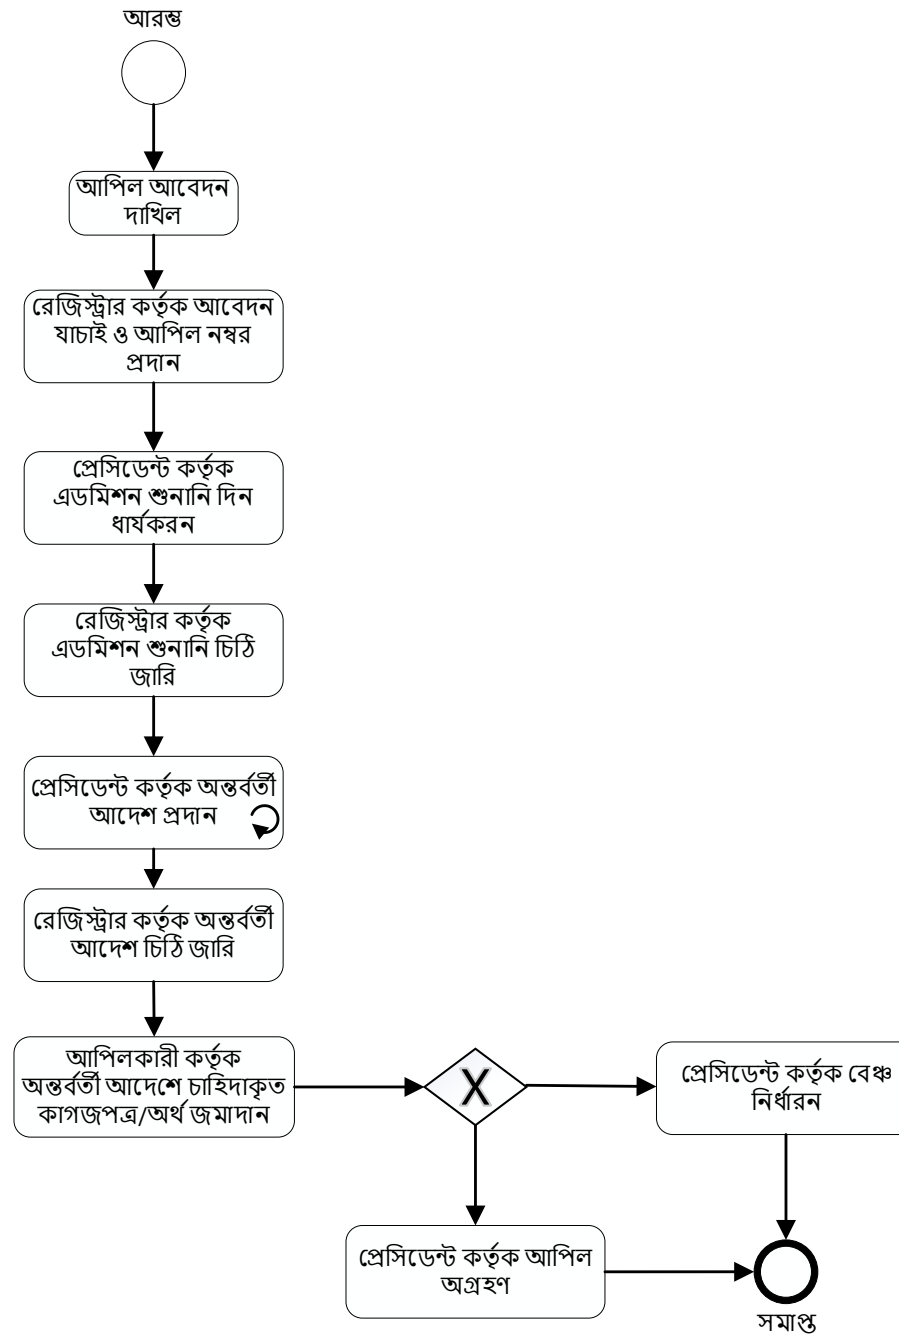 আরম্ভ
আপিল আবেদন
দাখিল
রেজিস্ট্রার কর্তৃক আবেদন
যাচাই ও আপিল নম্বর
প্রদান
প্রেসিডেন্ট কর্তৃক
এডমিশন শুনানি দিন
ধার্যকরন
রেজিস্ট্রার কর্তৃক
এডমিশন শুনানি চিঠি
জারি
প্রেসিডেন্ট কর্তৃক অন্তর্বর্তী
আদেশ প্রদান
রেজিস্ট্রার কর্তৃক অন্তর্বর্তী
আদেশ চিঠি জারি
আপিলকারী কর্তৃক
অন্তর্বর্তী আদেশে চাহিদাকৃত
কাগজপত্র/অর্থ জমাদান
X
প্রেসিডেন্ট কর্তৃক বেঞ্চ
নির্ধারন
প্রেসিডেন্ট কর্তৃক আপিল
অগ্রহণ
সমাপ্ত